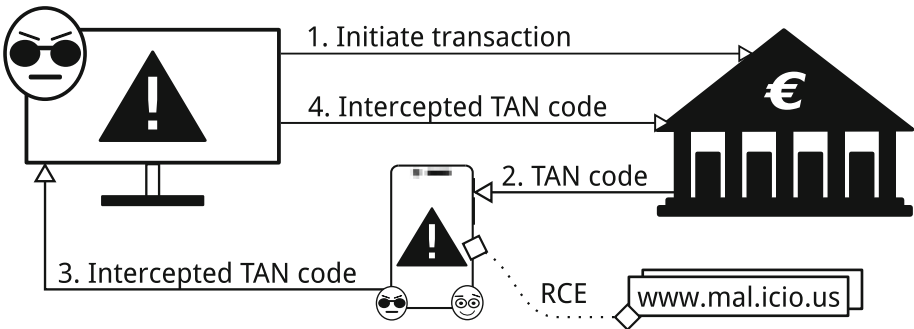 1. Initiate transaction
4. Intercepted TAN code
€
2. TAN code
3. Intercepted TAN code
RCE
www.mal.icio.us